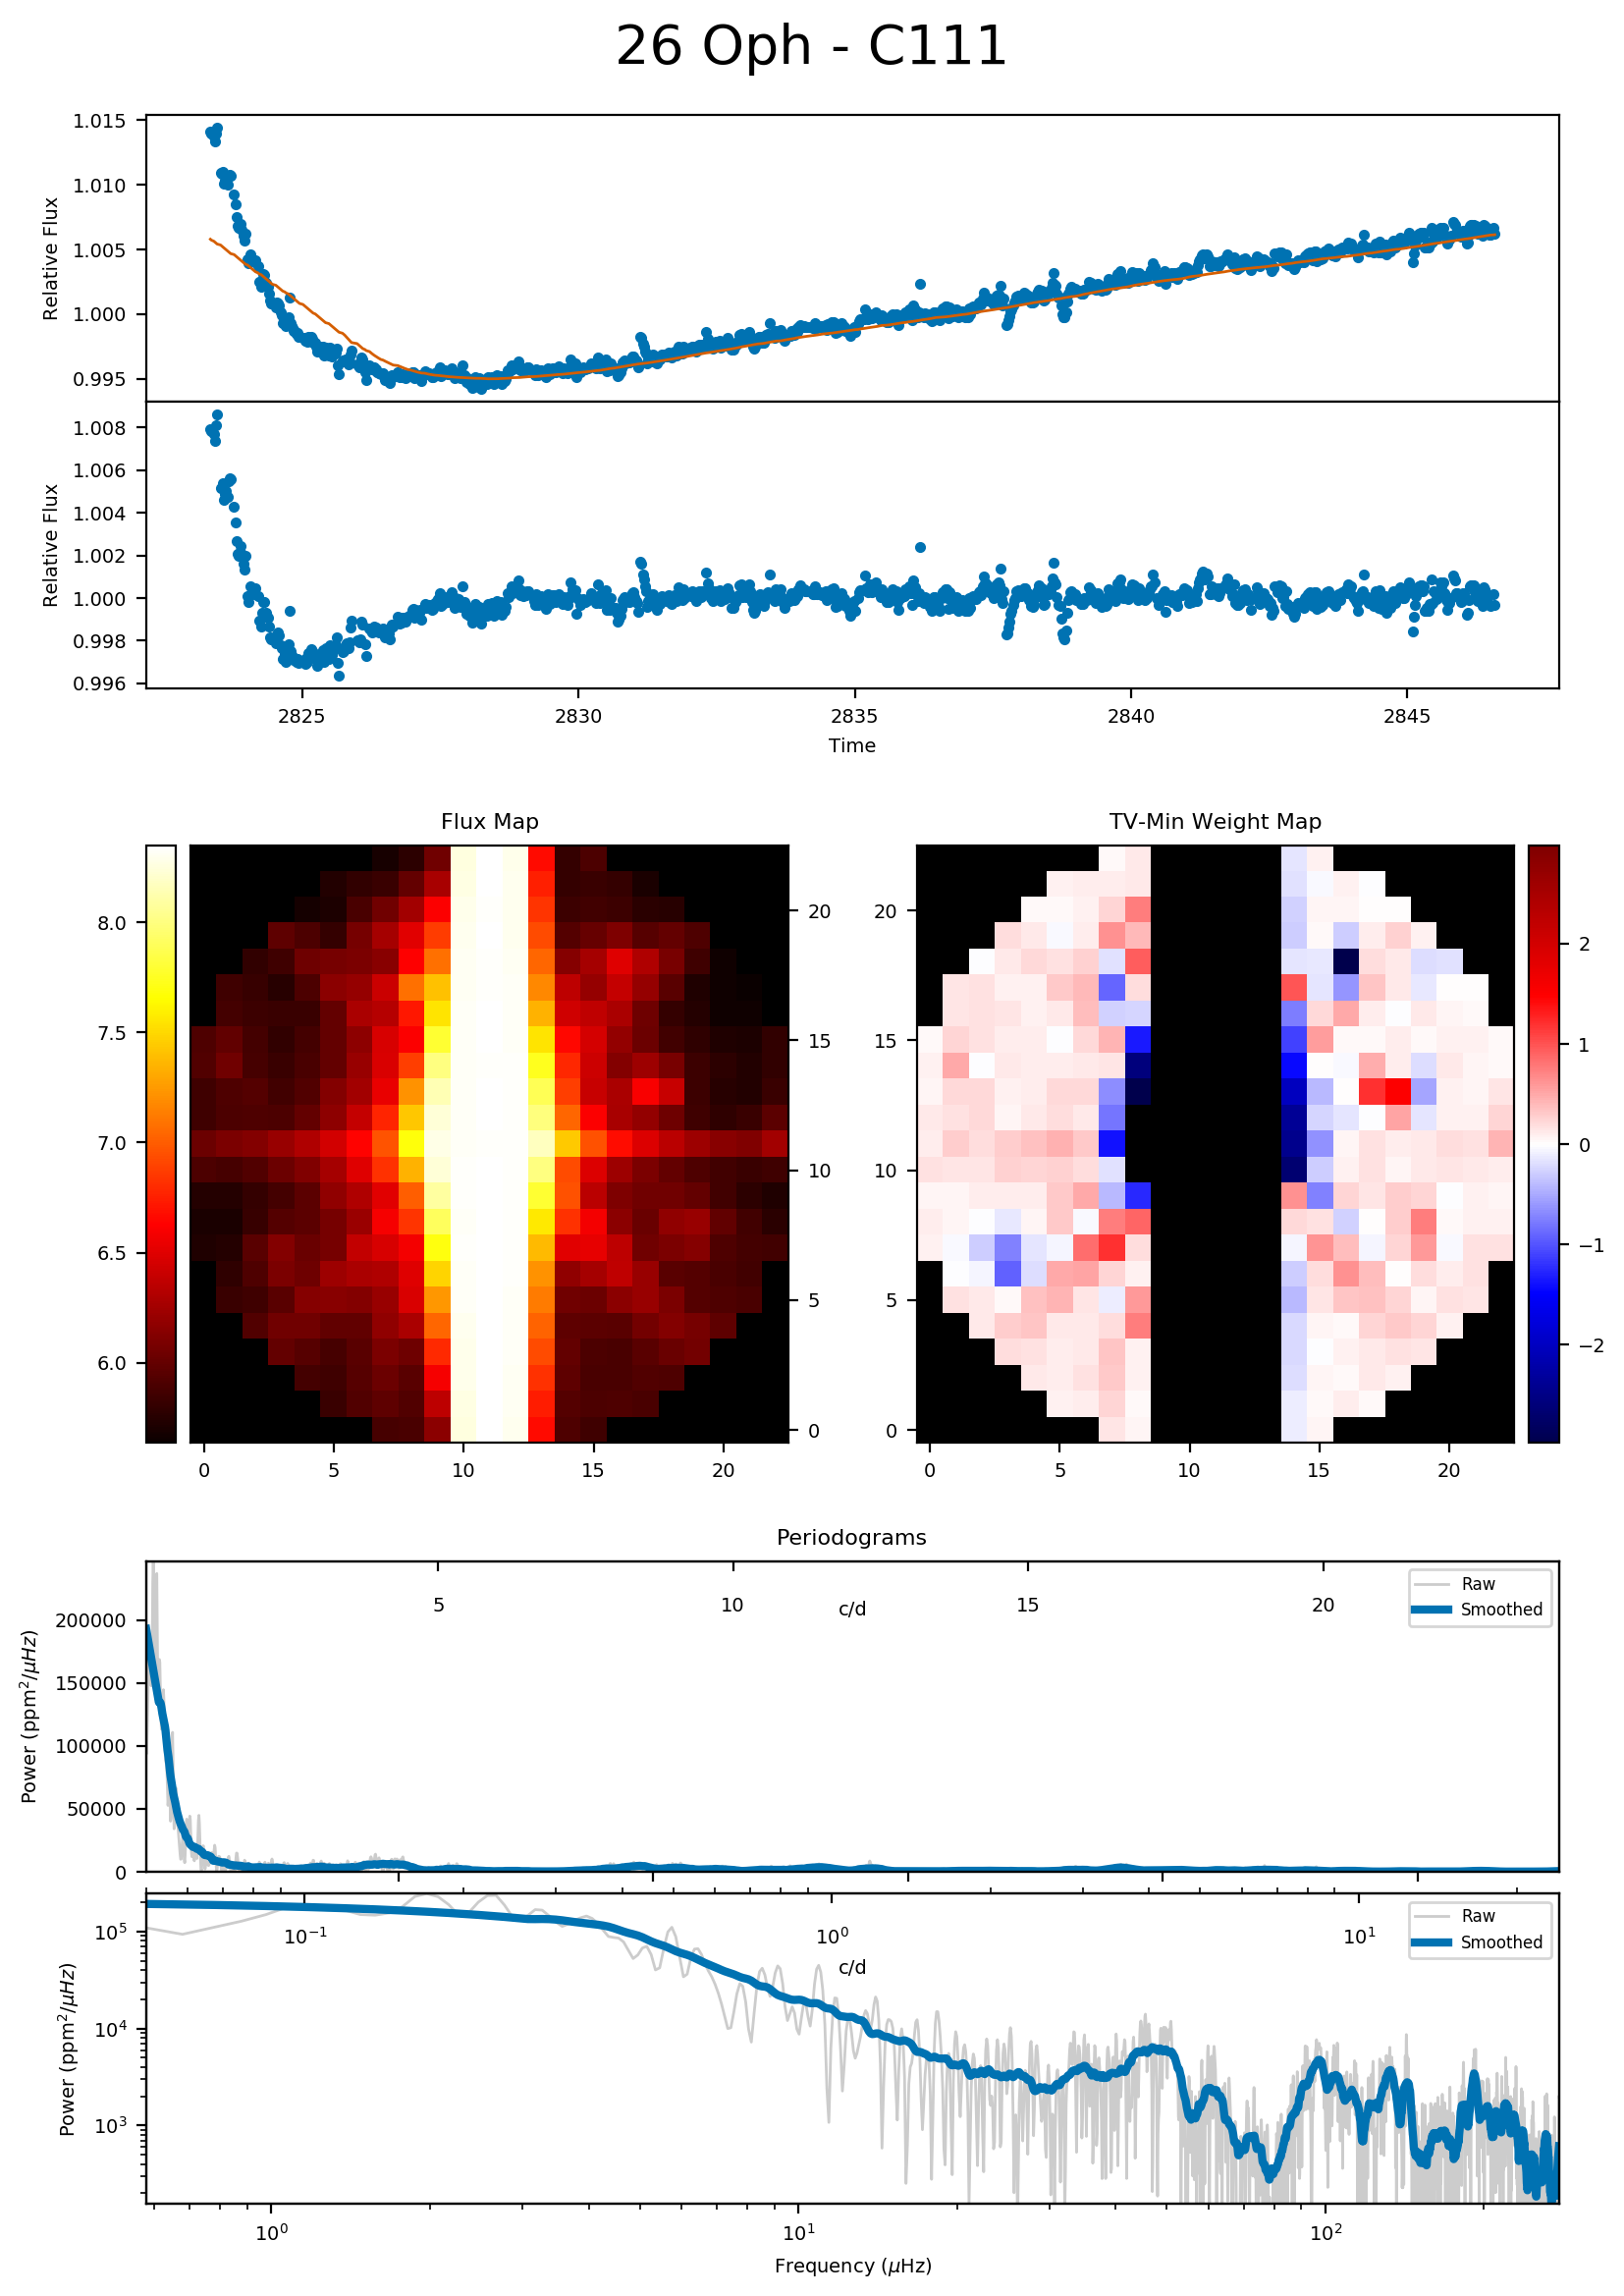 26 Oph - C111
1.015
1.010
1.005
1.000
0.995
Relative Flux
1.008
1.006
1.004
1.002
1.000
0.998
0.996
Relative Flux
2825 2830 2835 2840 2845
Time
Flux Map
TV-Min Weight Map
8.0
7.5
7.0
6.5
6.0
20
15
10
5
0
0 5 10 15 20
20
15
10
5
0
0 5 10 15 20
2
1
0
−1
−2
Periodograms
5 10 15 20
c/d
Raw
Smoothed
200000
150000
100000
50000
0
Power (ppm²/μHz)
10⁻¹ 10⁰ 10¹
c/d
Raw
Smoothed
10⁵
10⁴
10³
Power (ppm²/μHz)
10⁰ 10¹ 10²
Frequency (μHz)